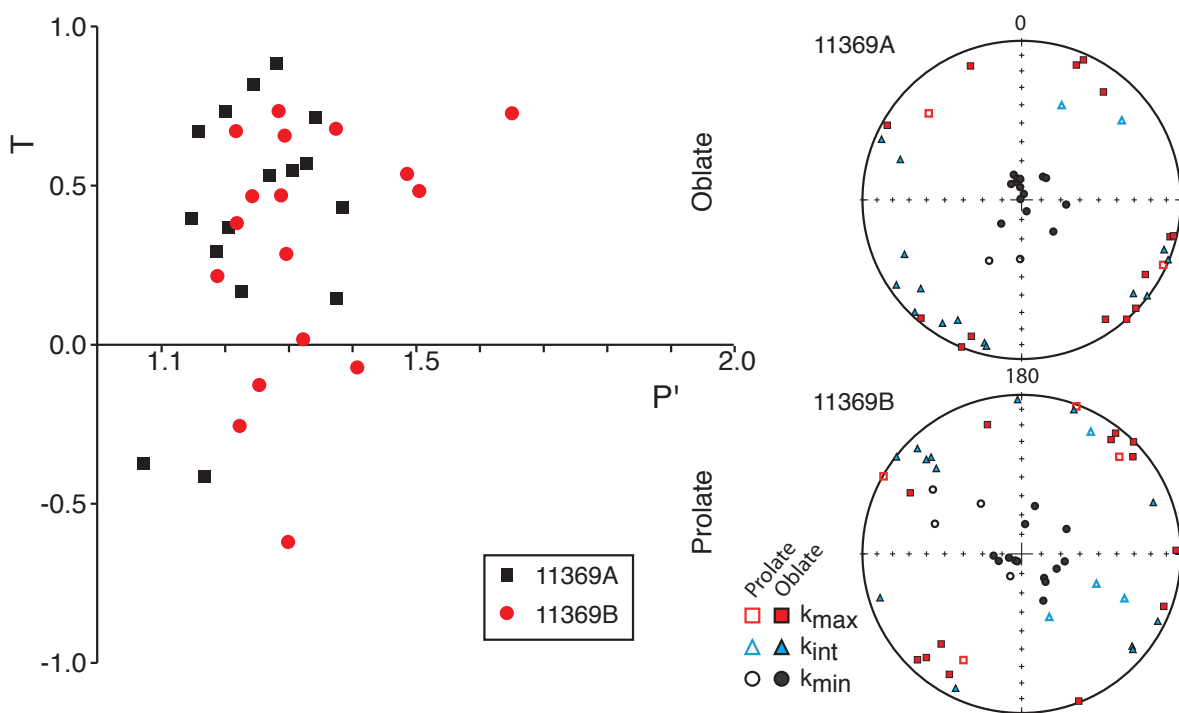 1.0
0.5
0.0
-0.5
-1.0
T
1.1
1.5
2.0
P'
Oblate
Prolate
11369A
11369B
11369A
0
180
11369B
Prolate
Oblate
kmax
kint
kmin